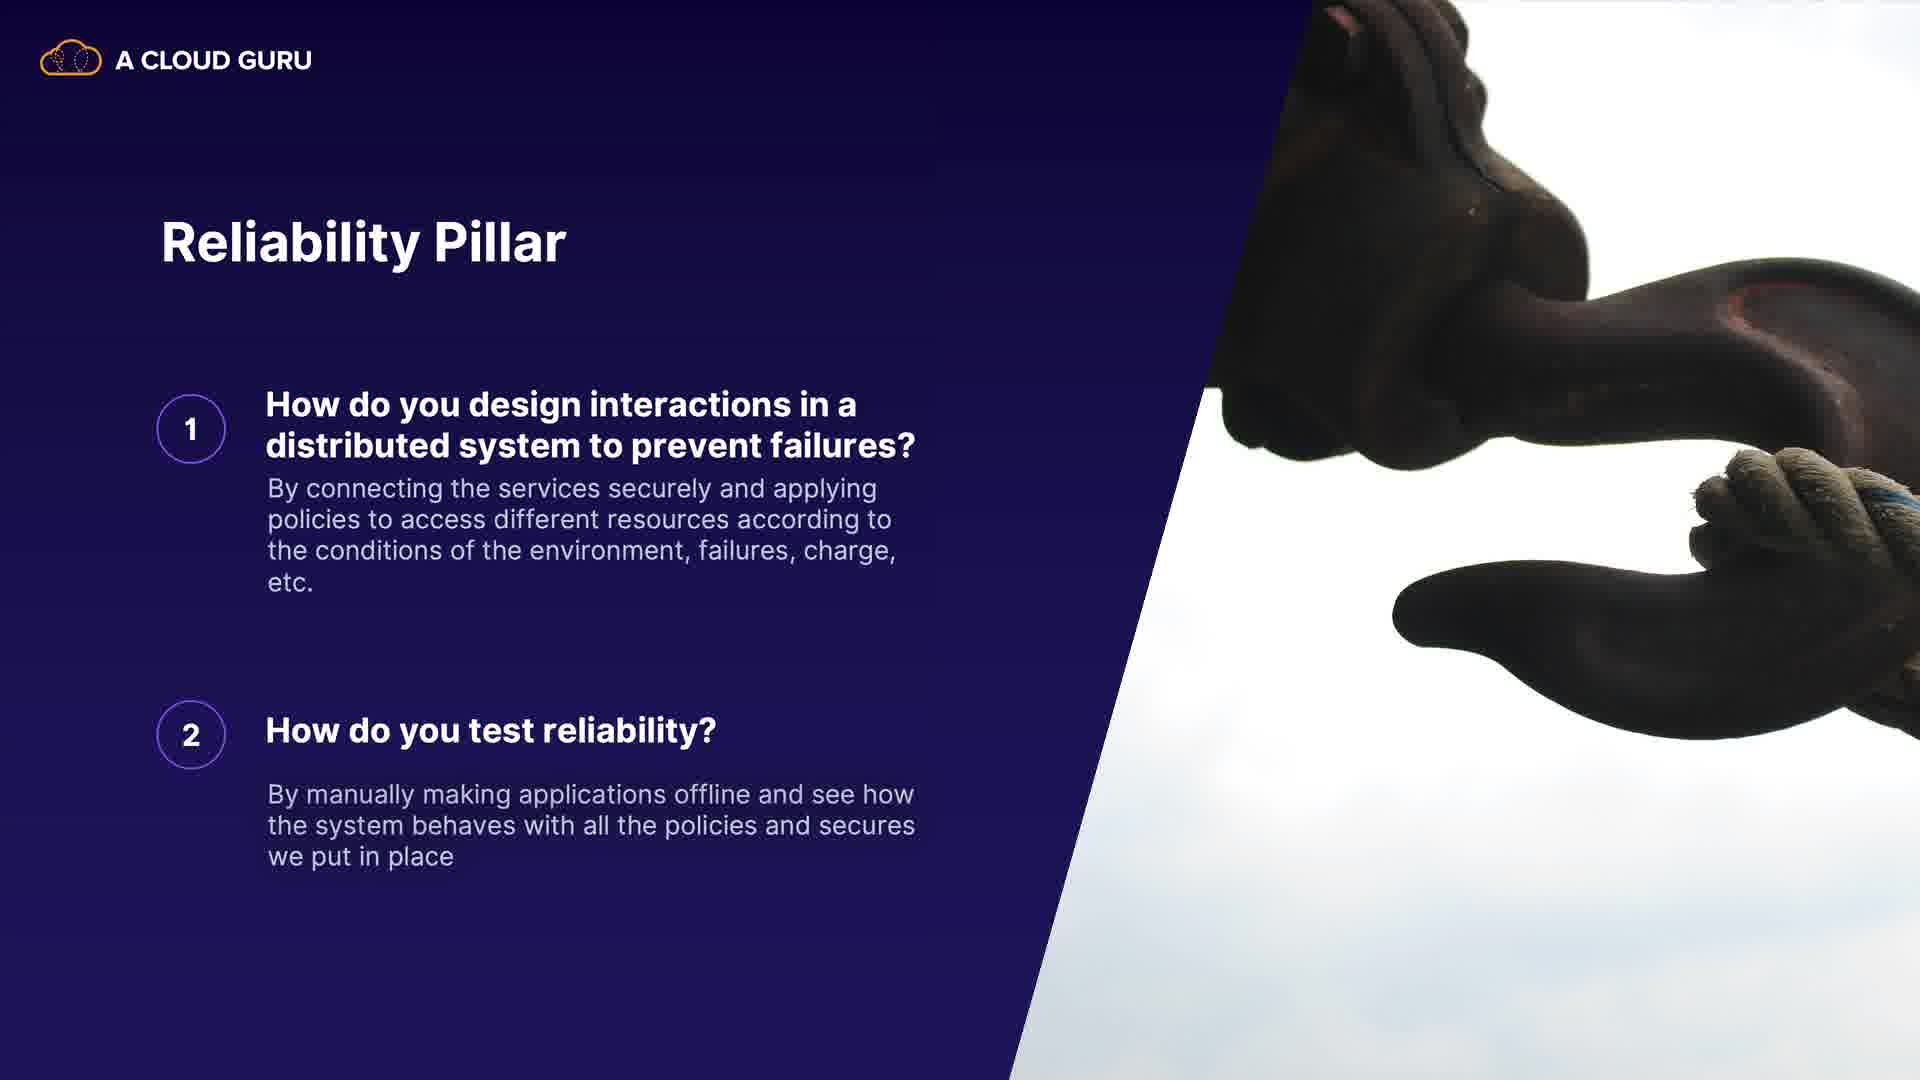 A CLOUD GURU
Reliability Pillar
1
How do you design interactions in a
distributed system to prevent failures?
By connecting the services securely and applying
policies to access different resources according to
the conditions of the environment, failures, charge,
etc.
2
How do you test reliability?
By manually making applications offline and see how
the system behaves with all the policies and secures
we put in place